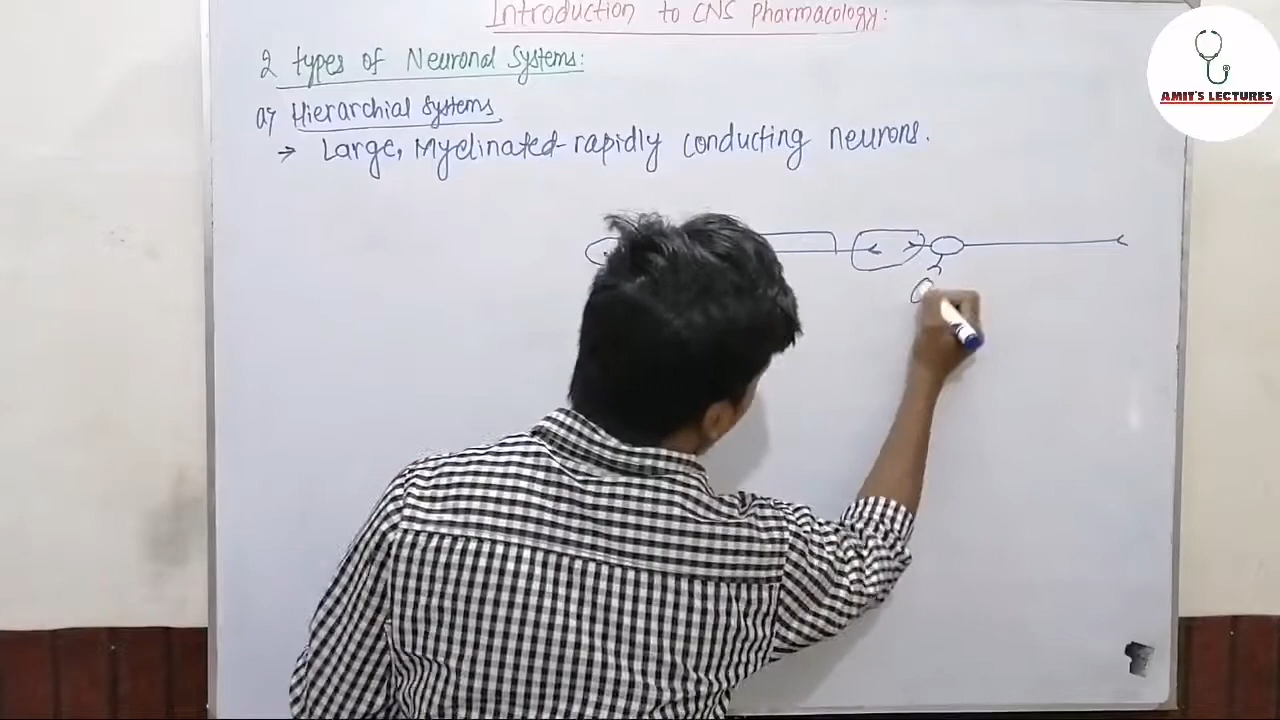 Introduction to CNS Pharmacology:
2 types of Neuronal Systems:
a) Hierarchial Systems
→ Large, Myelinated-rapidly conducting neurons.
AMIT'S LECTURES